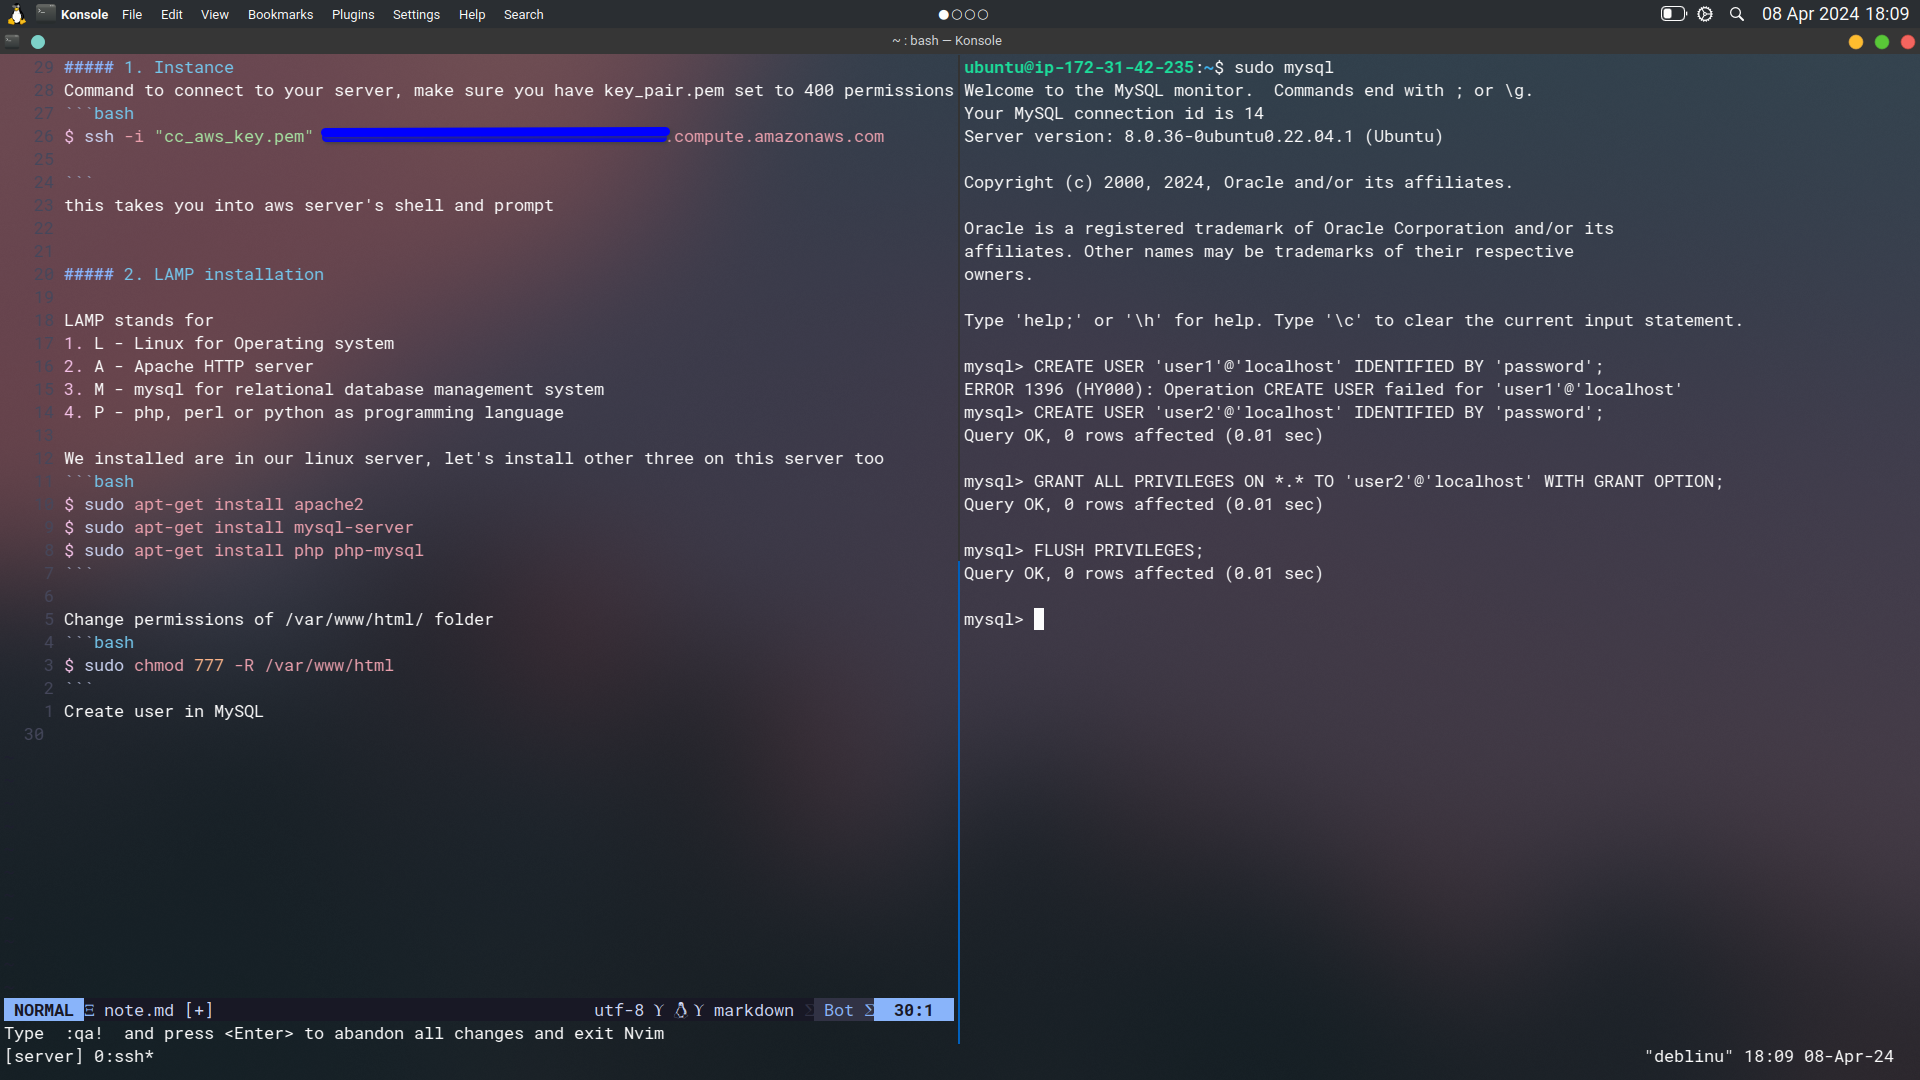 Konsole File Edit View Bookmarks Plugins Settings Help Search 08 Apr 2024 18:09
~ : bash — Konsole
29 ##### 1. Instance
28 Command to connect to your server, make sure you have key_pair.pem set to 400 permissions
27 ```bash
26 $ ssh -i "cc_aws_key.pem" .compute.amazonaws.com
25
24 ```
23 this takes you into aws server's shell and prompt
22
21
20 ##### 2. LAMP installation
19
18 LAMP stands for
17 1. L - Linux for Operating system
16 2. A - Apache HTTP server
15 3. M - mysql for relational database management system
14 4. P - php, perl or python as programming language
13
12 We installed are in our linux server, let's install other three on this server too
11 ```bash
10 $ sudo apt-get install apache2
9 $ sudo apt-get install mysql-server
8 $ sudo apt-get install php php-mysql
7 ```
6
5 Change permissions of /var/www/html/ folder
4 ```bash
3 $ sudo chmod 777 -R /var/www/html
2 ```
1 Create user in MySQL
30
NORMAL note.md [+] utf-8 markdown Bot 30:1
Type  :qa!  and press <Enter> to abandon all changes and exit Nvim
ubuntu@ip-172-31-42-235:~$ sudo mysql
Welcome to the MySQL monitor.  Commands end with ; or \g.
Your MySQL connection id is 14
Server version: 8.0.36-0ubuntu0.22.04.1 (Ubuntu)
Copyright (c) 2000, 2024, Oracle and/or its affiliates.
Oracle is a registered trademark of Oracle Corporation and/or its
affiliates. Other names may be trademarks of their respective
owners.
Type 'help;' or '\h' for help. Type '\c' to clear the current input statement.
mysql> CREATE USER 'user1'@'localhost' IDENTIFIED BY 'password';
ERROR 1396 (HY000): Operation CREATE USER failed for 'user1'@'localhost'
mysql> CREATE USER 'user2'@'localhost' IDENTIFIED BY 'password';
Query OK, 0 rows affected (0.01 sec)
mysql> GRANT ALL PRIVILEGES ON *.* TO 'user2'@'localhost' WITH GRANT OPTION;
Query OK, 0 rows affected (0.01 sec)
mysql> FLUSH PRIVILEGES;
Query OK, 0 rows affected (0.01 sec)
mysql>
[server] 0:ssh* "deblinu" 18:09 08-Apr-24